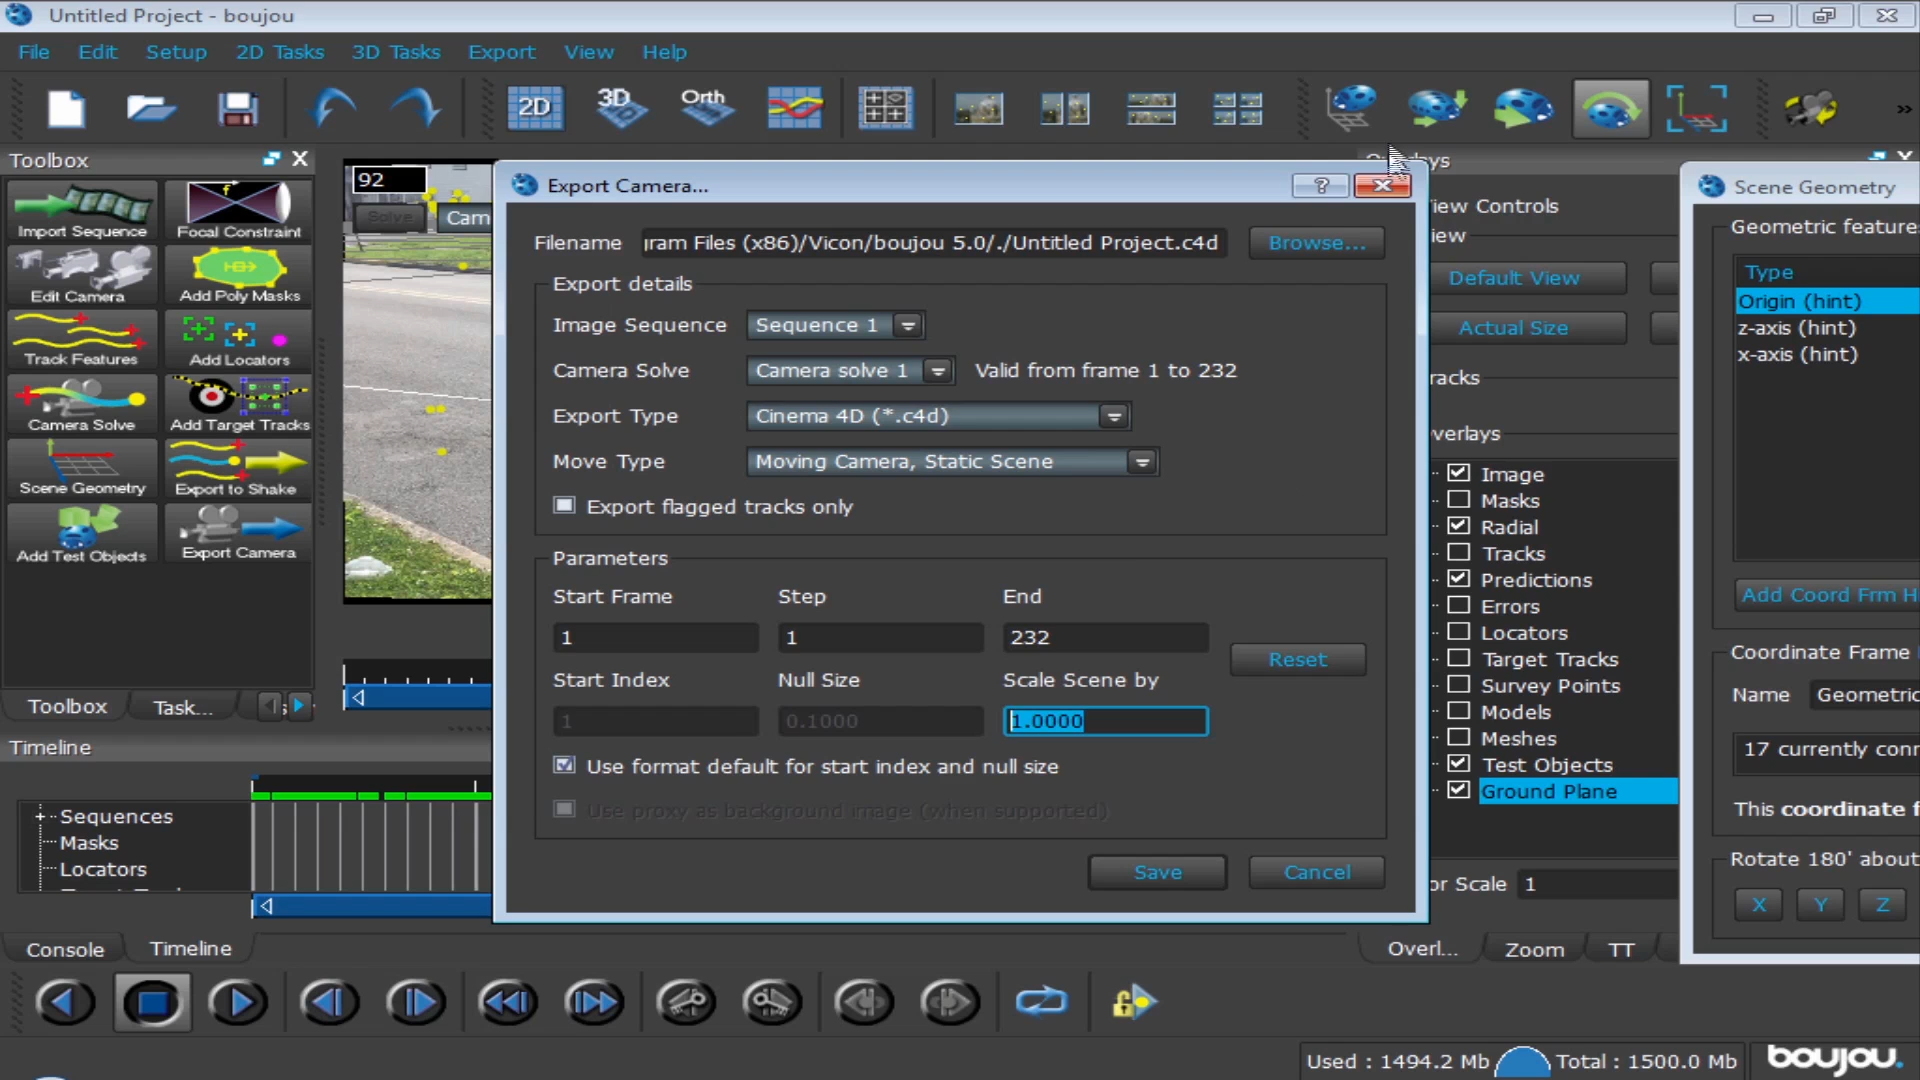 Untitled Project - boujou
File Edit Setup 2D Tasks 3D Tasks Export View Help
2D 3D Orth
Toolbox
Import Sequence Focal Constraint
Edit Camera Add Poly Masks
Track Features Add Locators
Camera Solve Add Target Tracks
Scene Geometry Export to Shake
Add Test Objects Export Camera
Toolbox Task...
92
Solve Cam
Export Camera...
Filename ram Files (x86)/Vicon/boujou 5.0/./Untitled Project.c4d Browse...
Export details
Image Sequence Sequence 1
Camera Solve Camera solve 1 Valid from frame 1 to 232
Export Type Cinema 4D (*.c4d)
Move Type Moving Camera, Static Scene
Export flagged tracks only
Parameters
Start Frame Step End
1 1 232
Reset
Start Index Null Size Scale Scene by
1 0.1000 1.0000
Use format default for start index and null size
Use proxy as background image (when supported)
Save Cancel
iew Controls
iew
Default View
Actual Size
racks
verlays
Image
Masks
Radial
Tracks
Predictions
Errors
Locators
Target Tracks
Survey Points
Models
Meshes
Test Objects
Ground Plane
or Scale 1
Overl... Zoom TT
Scene Geometry
Geometric features
Type
Origin (hint)
z-axis (hint)
x-axis (hint)
Add Coord Frm H
Coordinate Frame
Name Geometric
17 currently conn
This coordinate f
Rotate 180' about
X Y Z
Timeline
Sequences
Masks
Locators
Console Timeline
Used : 1494.2 Mb Total : 1500.0 Mb
boujou.